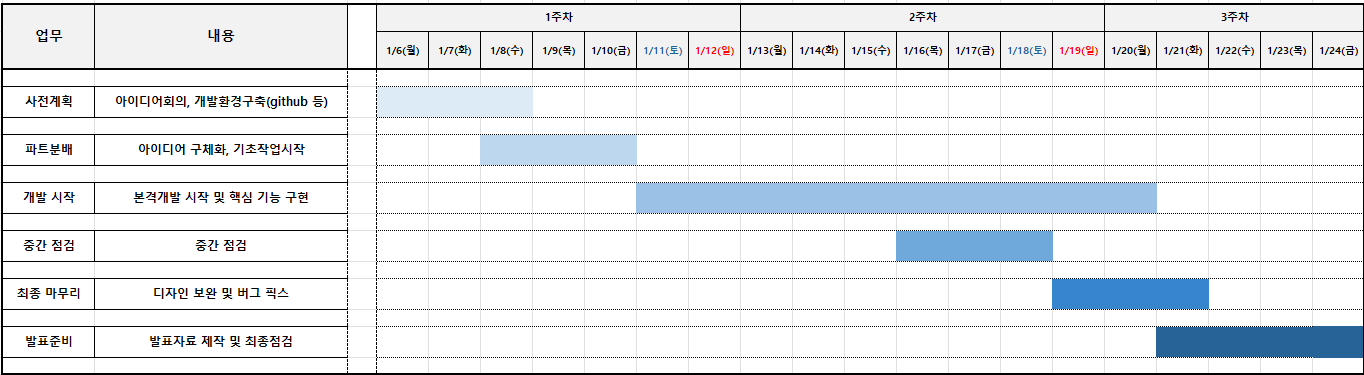 업무 내용 1주차 2주차 3주차
1/6(월) 1/7(화) 1/8(수) 1/9(목) 1/10(금) 1/11(토) 1/12(일) 1/13(월) 1/14(화) 1/15(수) 1/16(목) 1/17(금) 1/18(토) 1/19(일) 1/20(월) 1/21(화) 1/22(수) 1/23(목) 1/24(금)
사전계획 아이디어회의, 개발환경구축(github 등)
파트분배 아이디어 구체화, 기초작업시작
개발 시작 본격개발 시작 및 핵심 기능 구현
중간 점검 중간 점검
최종 마무리 디자인 보완 및 버그 픽스
발표준비 발표자료 제작 및 최종점검